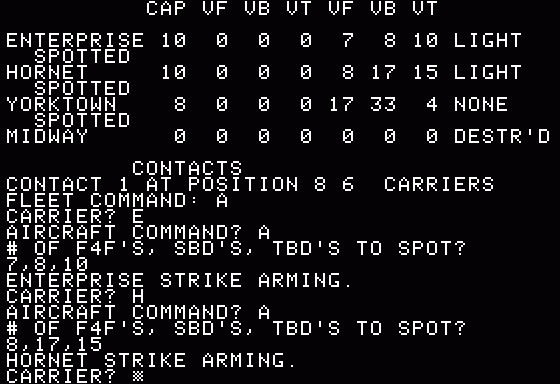 CAP VF VB VT VF VB VT
ENTERPRISE 10 0 0 0 7 8 10 LIGHT
SPOTTED
HORNET 10 0 0 0 8 17 15 LIGHT
SPOTTED
YORKTOWN 8 0 0 0 17 33 4 NONE
SPOTTED
MIDWAY 0 0 0 0 0 0 0 DESTR'D
CONTACTS
CONTACT 1 AT POSITION 8 6 CARRIERS
FLEET COMMAND: A
CARRIER? E
AIRCRAFT COMMAND? A
# OF F4F'S, SBD'S, TBD'S TO SPOT?
7,8,10
ENTERPRISE STRIKE ARMING.
CARRIER? H
AIRCRAFT COMMAND? A
# OF F4F'S, SBD'S, TBD'S TO SPOT?
8,17,15
HORNET STRIKE ARMING.
CARRIER?